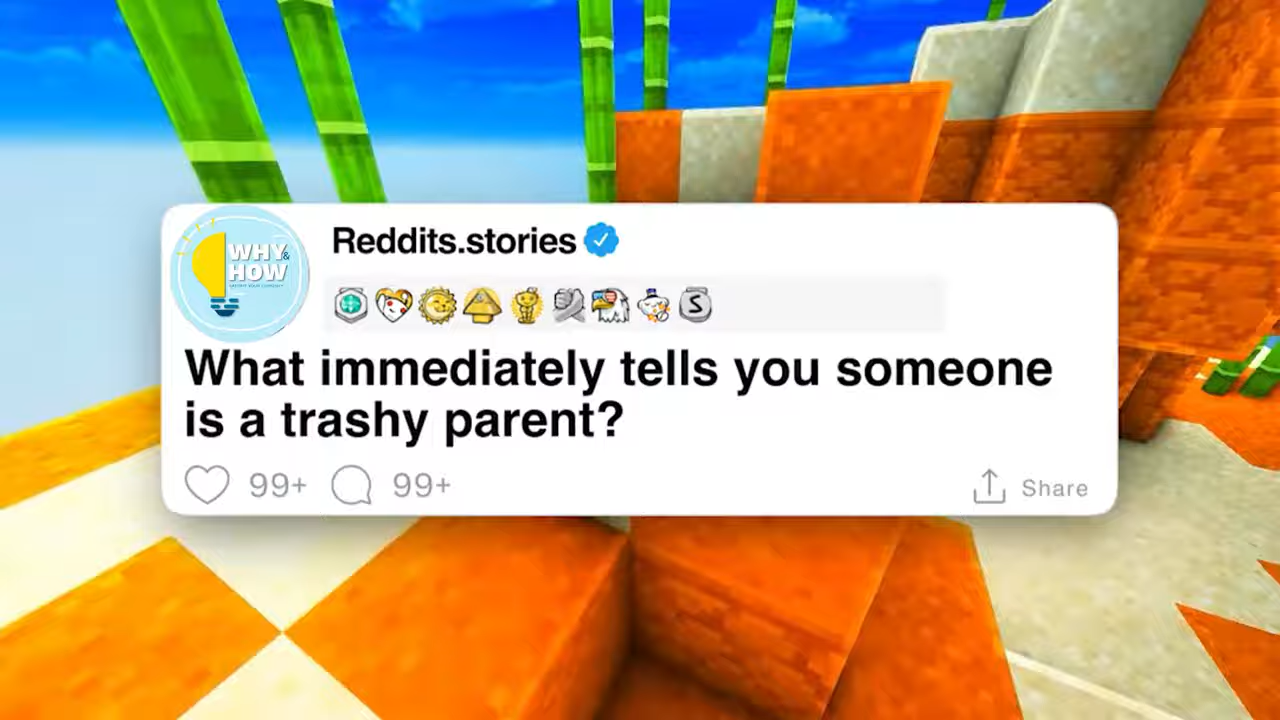 WHY&
HOW
Reddits.stories
What immediately tells you someone
is a trashy parent?
99+ 99+ Share